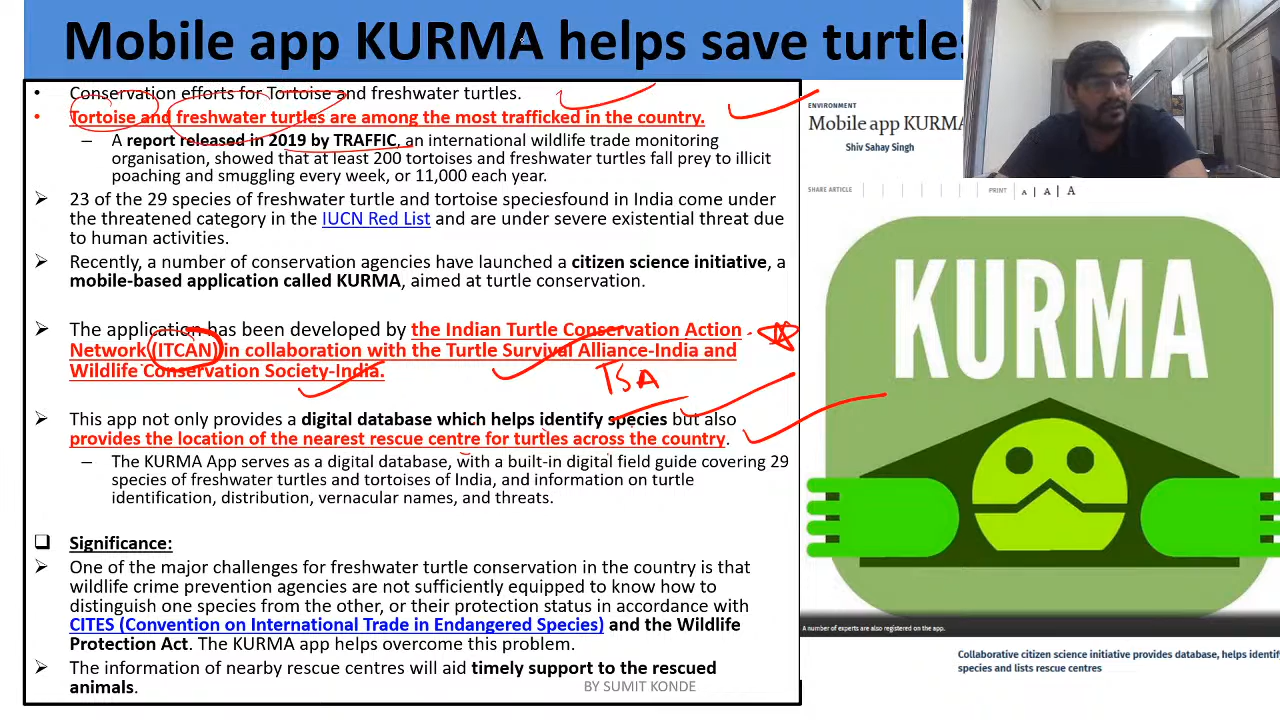 Mobile app KURMA helps save turtles
• Conservation efforts for Tortoise and freshwater turtles.
• Tortoise and freshwater turtles are among the most trafficked in the country.
– A report released in 2019 by TRAFFIC, an international wildlife trade monitoring
organisation, showed that at least 200 tortoises and freshwater turtles fall prey to illicit
poaching and smuggling every week, or 11,000 each year.
➢ 23 of the 29 species of freshwater turtle and tortoise speciesfound in India come under
the threatened category in the IUCN Red List and are under severe existential threat due
to human activities.
➢ Recently, a number of conservation agencies have launched a citizen science initiative, a
mobile-based application called KURMA, aimed at turtle conservation.
➢ The application has been developed by the Indian Turtle Conservation Action
Network (ITCAN) in collaboration with the Turtle Survival Alliance-India and
Wildlife Conservation Society-India.
TSA
➢ This app not only provides a digital database which helps identify species but also
provides the location of the nearest rescue centre for turtles across the country.
– The KURMA App serves as a digital database, with a built-in digital field guide covering 29
species of freshwater turtles and tortoises of India, and information on turtle
identification, distribution, vernacular names, and threats.
❑ Significance:
➢ One of the major challenges for freshwater turtle conservation in the country is that
wildlife crime prevention agencies are not sufficiently equipped to know how to
distinguish one species from the other, or their protection status in accordance with
CITES (Convention on International Trade in Endangered Species) and the Wildlife
Protection Act. The KURMA app helps overcome this problem.
➢ The information of nearby rescue centres will aid timely support to the rescued
animals.
BY SUMIT KONDE
ENVIRONMENT
Mobile app KURMA
Shiv Sahay Singh
SHARE ARTICLE PRINT A A A
KURMA
A number of experts are also registered on the app.
Collaborative citizen science initiative provides database, helps identif
species and lists rescue centres